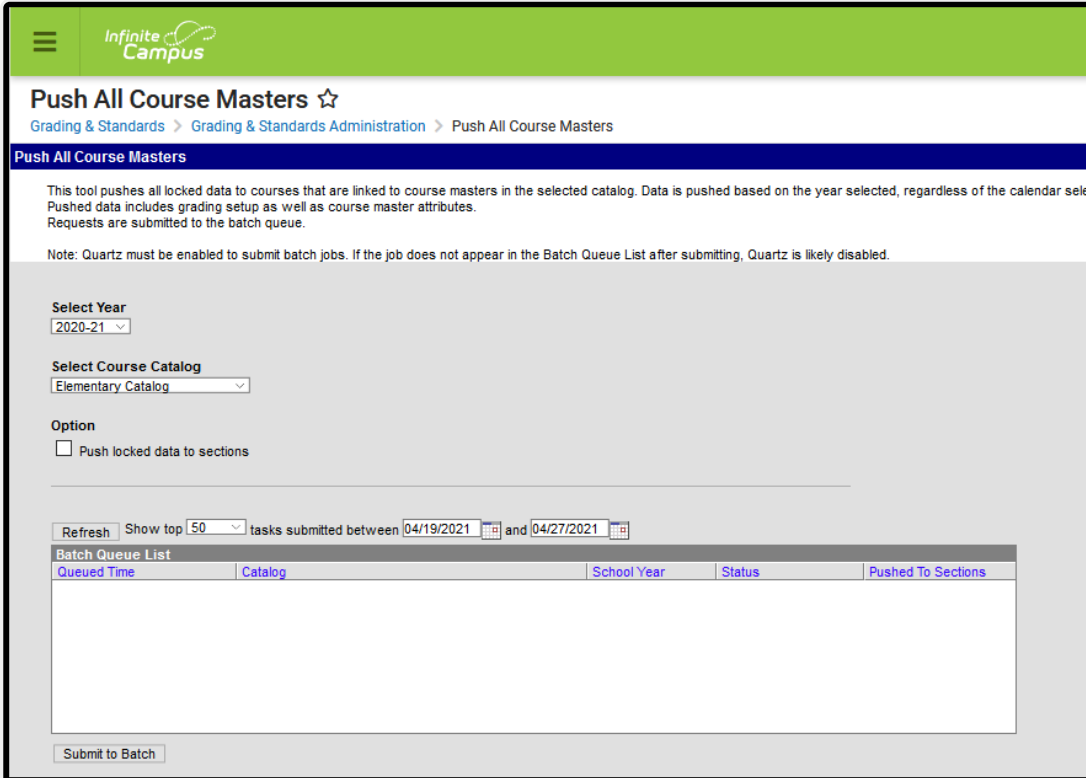 Infinite
Campus
Push All Course Masters
Grading & Standards > Grading & Standards Administration > Push All Course Masters
Push All Course Masters
This tool pushes all locked data to courses that are linked to course masters in the selected catalog. Data is pushed based on the year selected, regardless of the calendar sele
Pushed data includes grading setup as well as course master attributes.
Requests are submitted to the batch queue.
Note: Quartz must be enabled to submit batch jobs. If the job does not appear in the Batch Queue List after submitting, Quartz is likely disabled.
Select Year
2020-21
Select Course Catalog
Elementary Catalog
Option
Push locked data to sections
Refresh Show top 50 tasks submitted between 04/19/2021 and 04/27/2021
Batch Queue List
Queued Time Catalog School Year Status Pushed To Sections
Submit to Batch